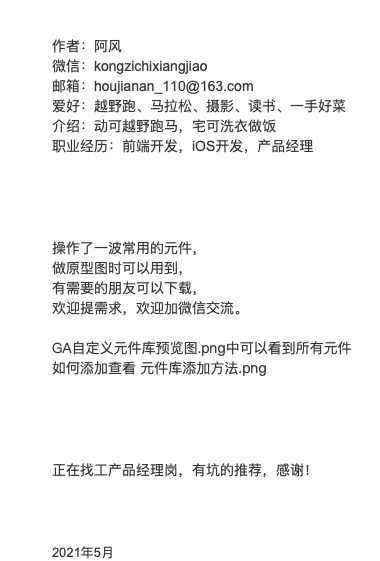 作者：阿风
微信：kongzichixiangjiao
邮箱：houjianan_110@163.com
爱好：越野跑、马拉松、摄影、读书、一手好菜
介绍：动可越野跑马，宅可洗衣做饭
职业经历：前端开发，iOS开发，产品经理
操作了一波常用的元件，
做原型图时可以用到，
有需要的朋友可以下载，
欢迎提需求，欢迎加微信交流。
GA自定义元件库预览图.png中可以看到所有元件
如何添加查看 元件库添加方法.png
正在找工产品经理岗，有坑的推荐，感谢！
2021年5月